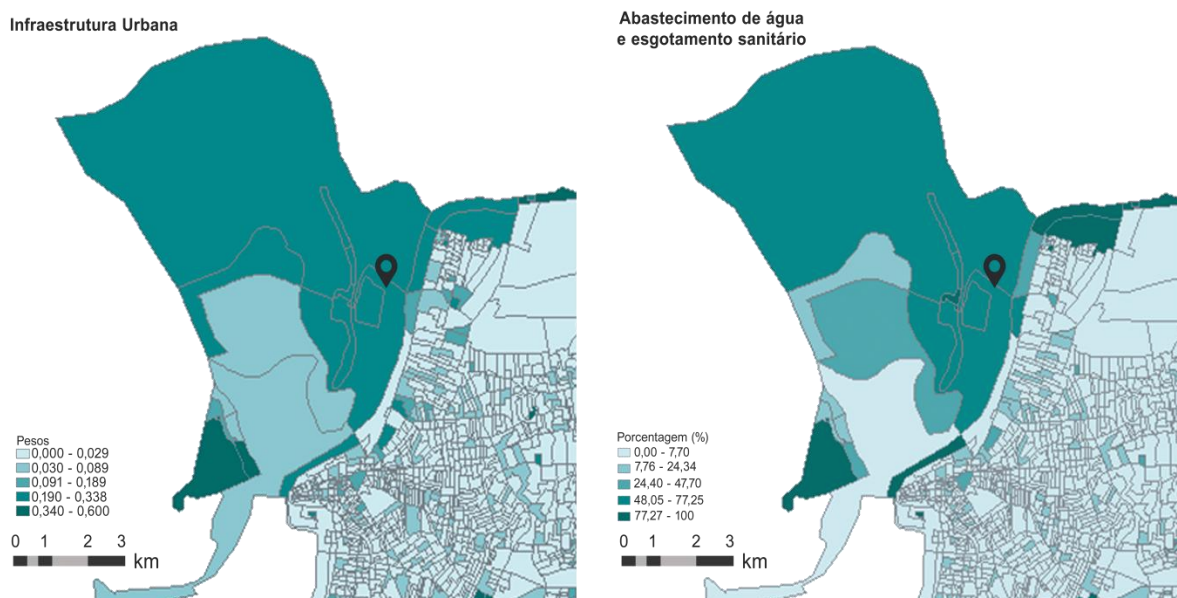 Infraestrutura Urbana
Pesos
0,000 - 0,029
0,030 - 0,089
0,091 - 0,189
0,190 - 0,338
0,340 - 0,600
0 1 2 3 km
Abastecimento de água
e esgotamento sanitário
Porcentagem (%)
0,00 - 7,70
7,76 - 24,34
24,40 - 47,70
48,05 - 77,25
77,27 - 100
0 1 2 3 km